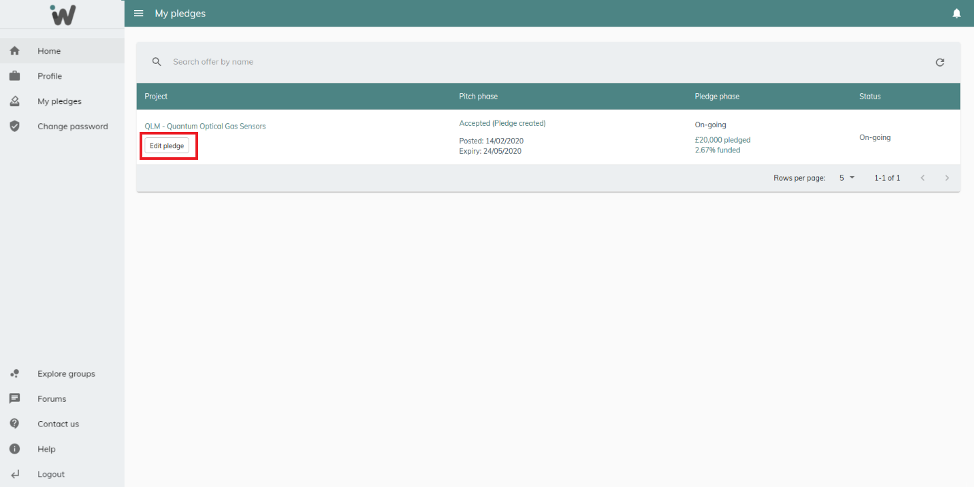 W
My pledges
Home
Profile
My pledges
Change password
Explore groups
Forums
Contact us
Help
Logout
Search offer by name
Project Pitch phase Pledge phase Status
QLM - Quantum Optical Gas Sensors
Edit pledge
Accepted (Pledge created)
Posted: 14/02/2020
Expiry: 24/05/2020
On-going
£20,000 pledged
2.67% funded
On-going
Rows per page: 5 1-1 of 1